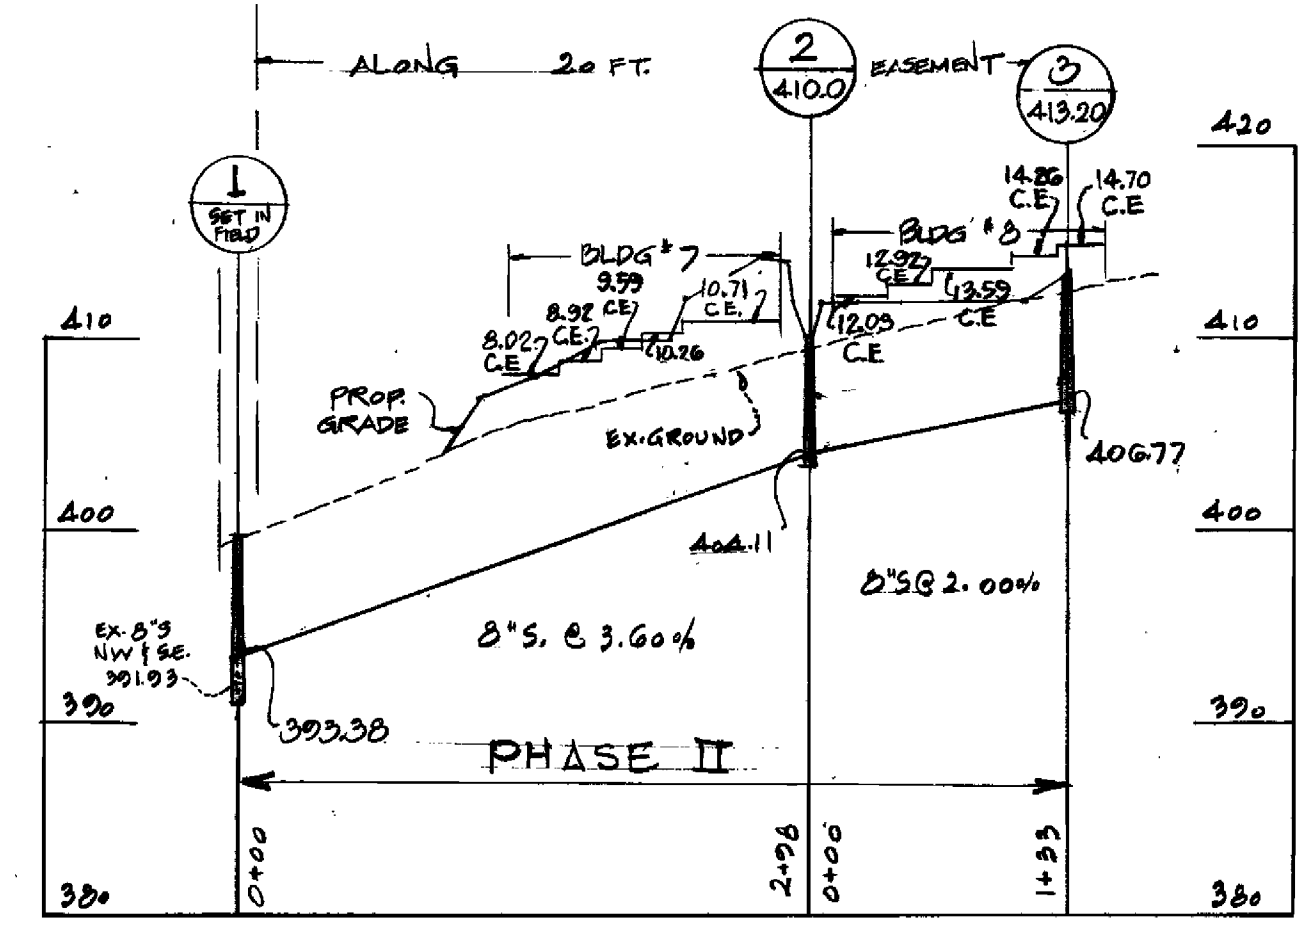 ALONG 20 FT.
2
410.0
EASEMENT
3
413.20
420
420
1
SET IN
FIELD
14.86
C.E.
14.70
C.E
BLDG #7
BLDG #8
9.59
C.E.
10.71
C.E.
12.92
C.E
13.59
C.E
8.92
C.E.
8.02
C.E
10.26
12.09
C.E
410
410
PROP.
GRADE
EX. GROUND
406.77
400
400
404.11
8"S @ 2.00%
8"S. @ 3.60%
EX. 8"S
NW & SE.
391.93
390
390
393.38
PHASE II
0+00
2+98
0+00
1+33
380
380